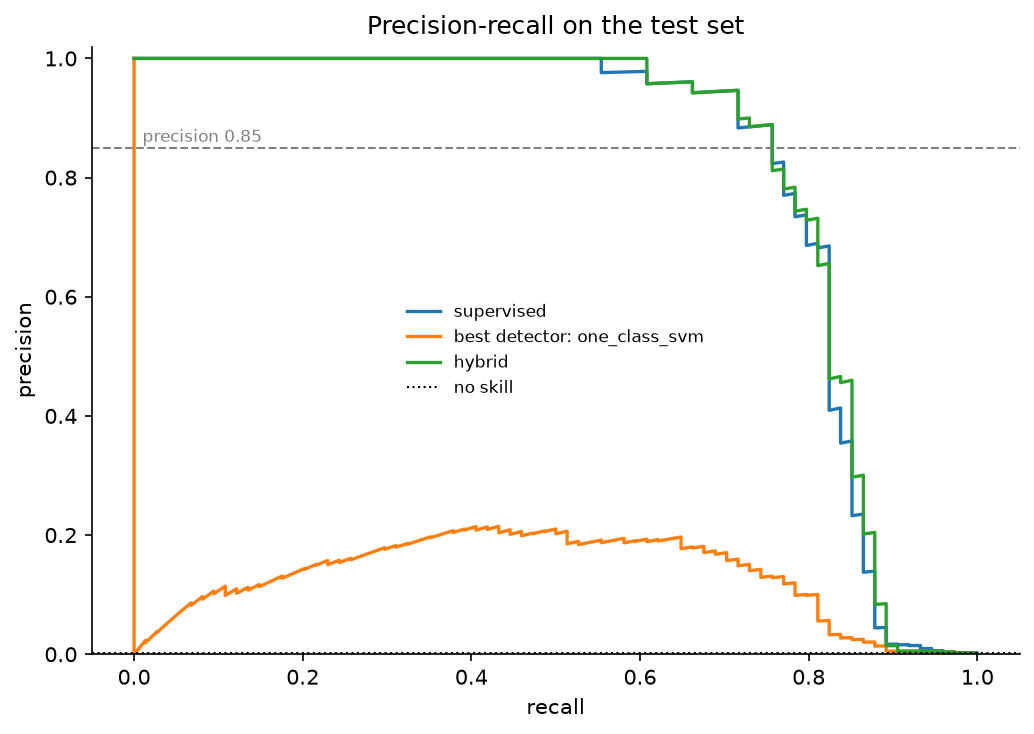 Precision-recall on the test set
1.0
0.8
0.6
0.4
0.2
0.0
precision
precision 0.85
supervised
best detector: one_class_svm
hybrid
no skill
0.0 0.2 0.4 0.6 0.8 1.0
recall